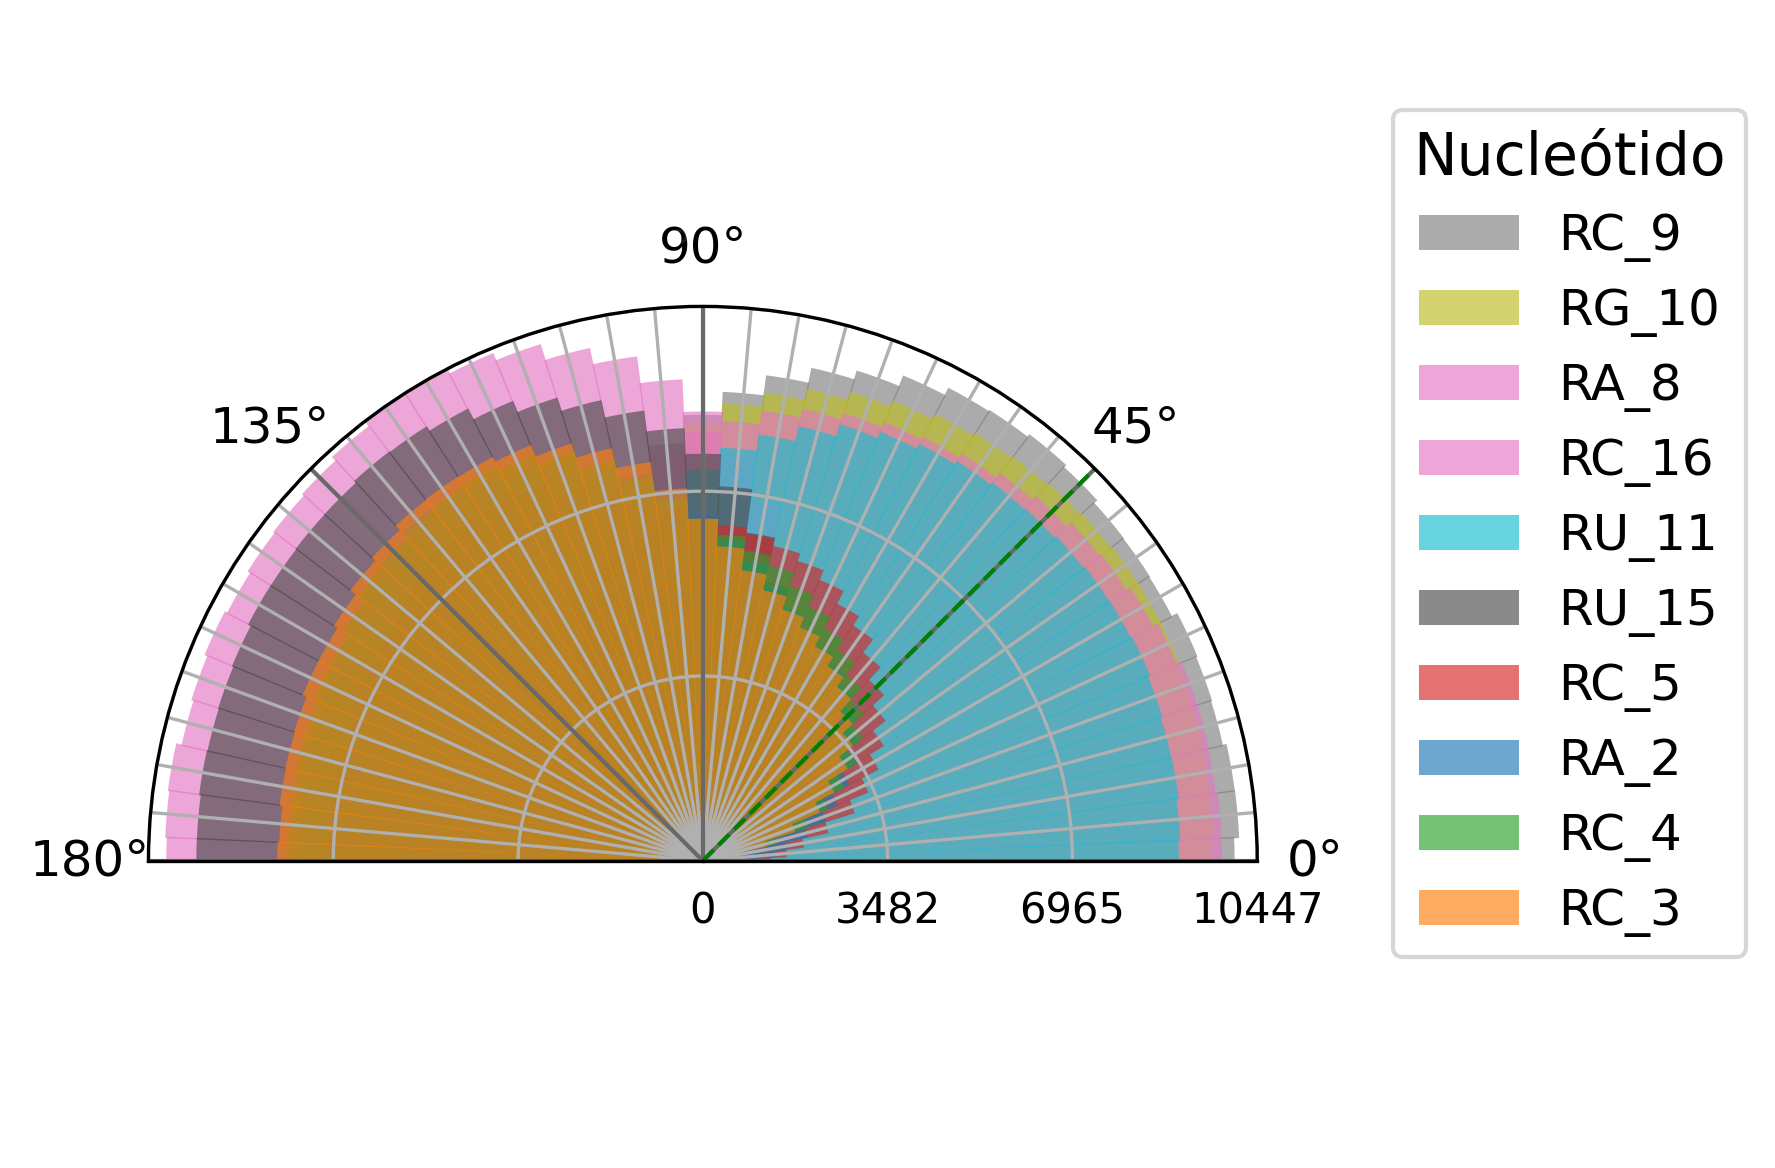 90°
135°
45°
180°
0°
0
3482
6965
10447
Nucleótido
RC_9
RG_10
RA_8
RC_16
RU_11
RU_15
RC_5
RA_2
RC_4
RC_3